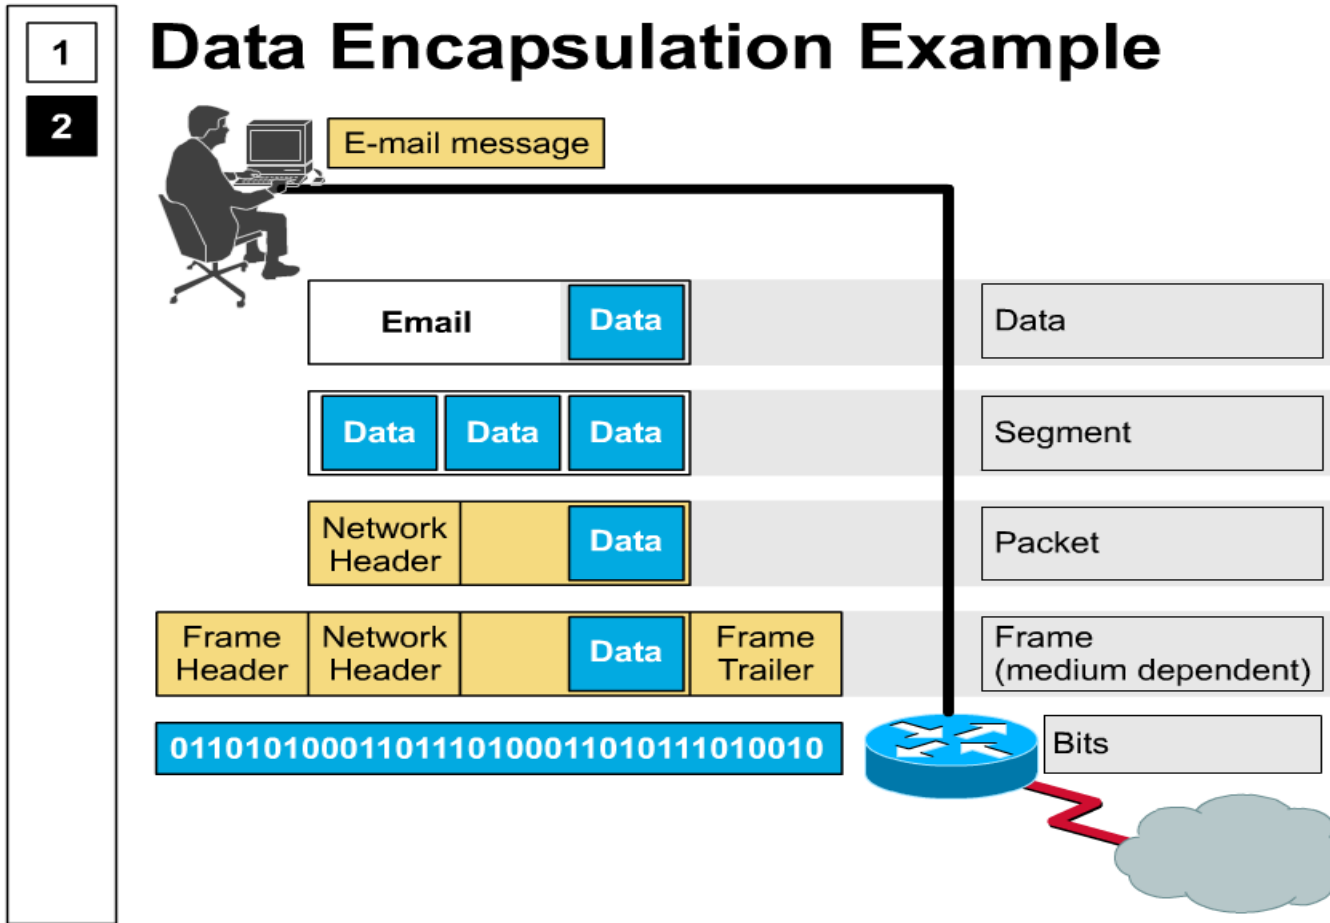 1
2
Data Encapsulation Example
E-mail message
Email
Data
Data
Data
Data
Data
Segment
Network
Header
Data
Packet
Frame
Header
Network
Header
Data
Frame
Trailer
Frame
(medium dependent)
0110101000110111010001101011101001​0
Bits